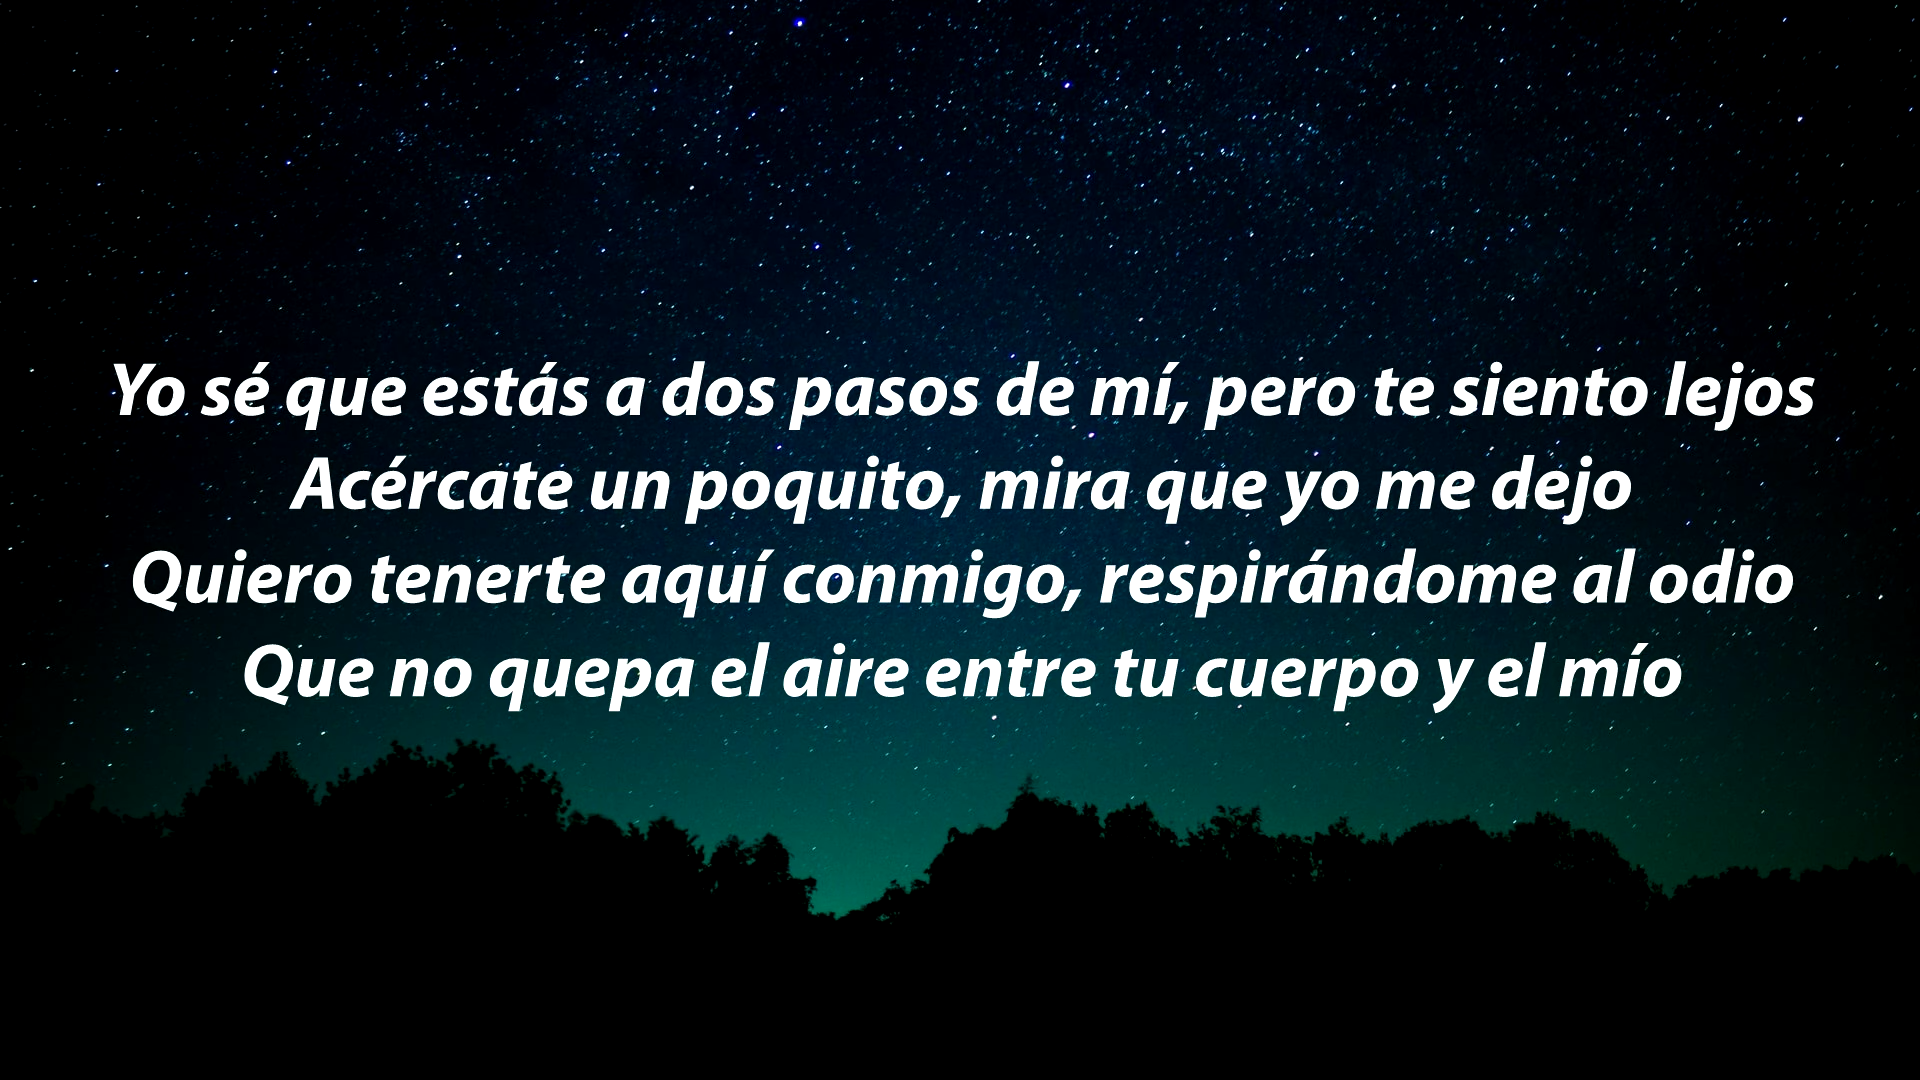 Yo sé que estás a dos pasos de mí, pero te siento lejos
Acércate un poquito, mira que yo me dejo
Quiero tenerte aquí conmigo, respirándome al odio
Que no quepa el aire entre tu cuerpo y el mío